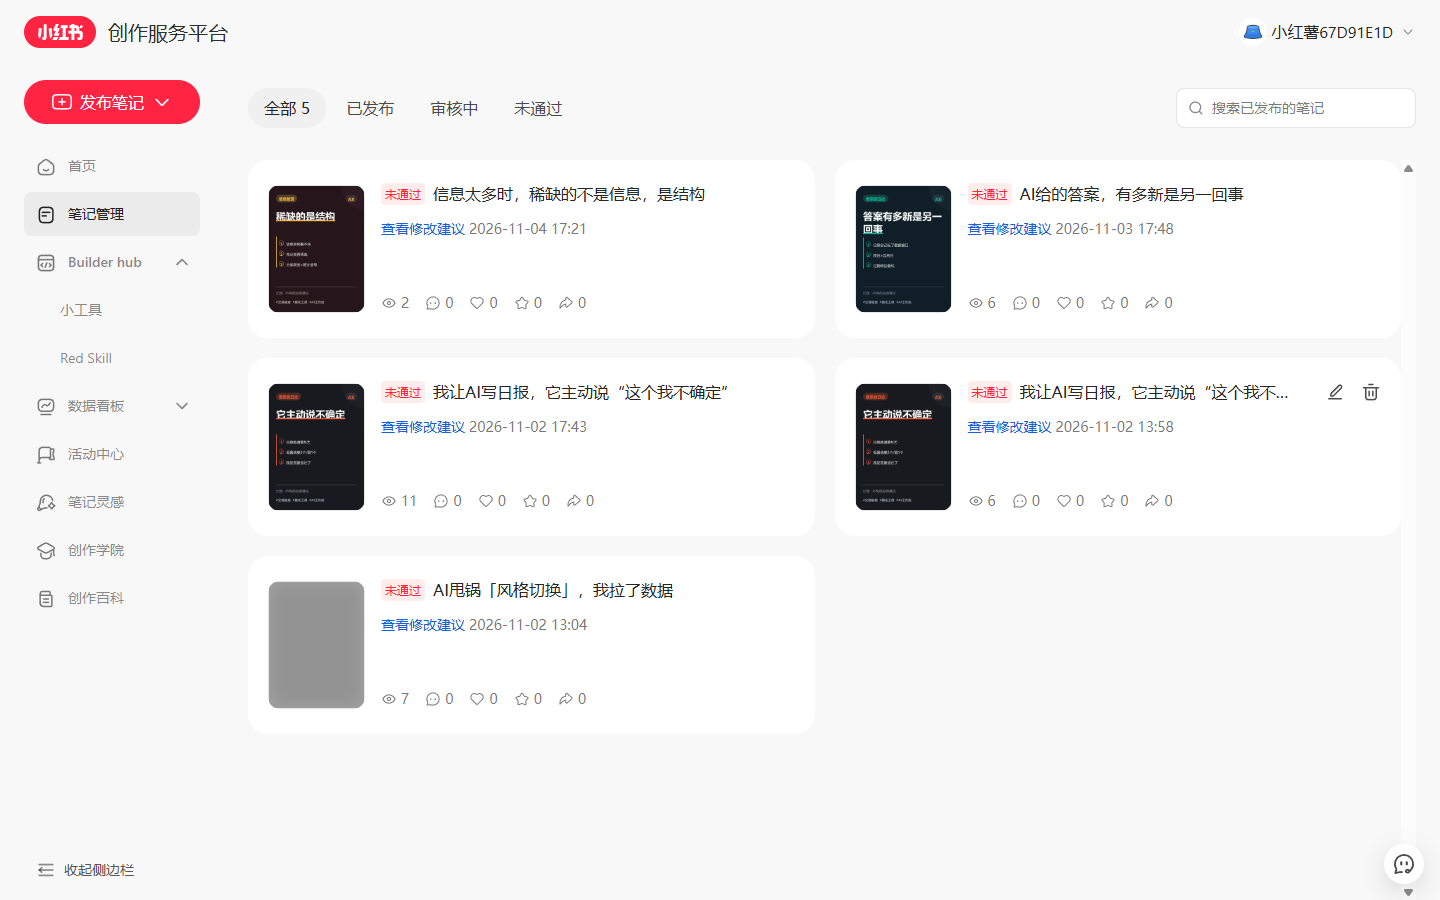 小红书 创作服务平台
小红薯67D91E1D
发布笔记
首页
笔记管理
Builder hub
小工具
Red Skill
数据看板
活动中心
笔记灵感
创作学院
创作百科
收起侧边栏
全部 5 已发布 审核中 未通过
搜索已发布的笔记
稀缺的是结构
未通过 信息太多时，稀缺的不是信息，是结构
查看修改建议 2026-11-04 17:21
2 0 0 0 0
答案有多新是另一
回事
未通过 AI给的答案，有多新是另一回事
查看修改建议 2026-11-03 17:48
6 0 0 0 0
它主动说不确定
未通过 我让AI写日报，它主动说“这个我不确定”
查看修改建议 2026-11-02 17:43
11 0 0 0 0
它主动说不确定
未通过 我让AI写日报，它主动说“这个我不...
查看修改建议 2026-11-02 13:58
6 0 0 0 0
未通过 AI甩锅「风格切换」，我拉了数据
查看修改建议 2026-11-02 13:04
7 0 0 0 0